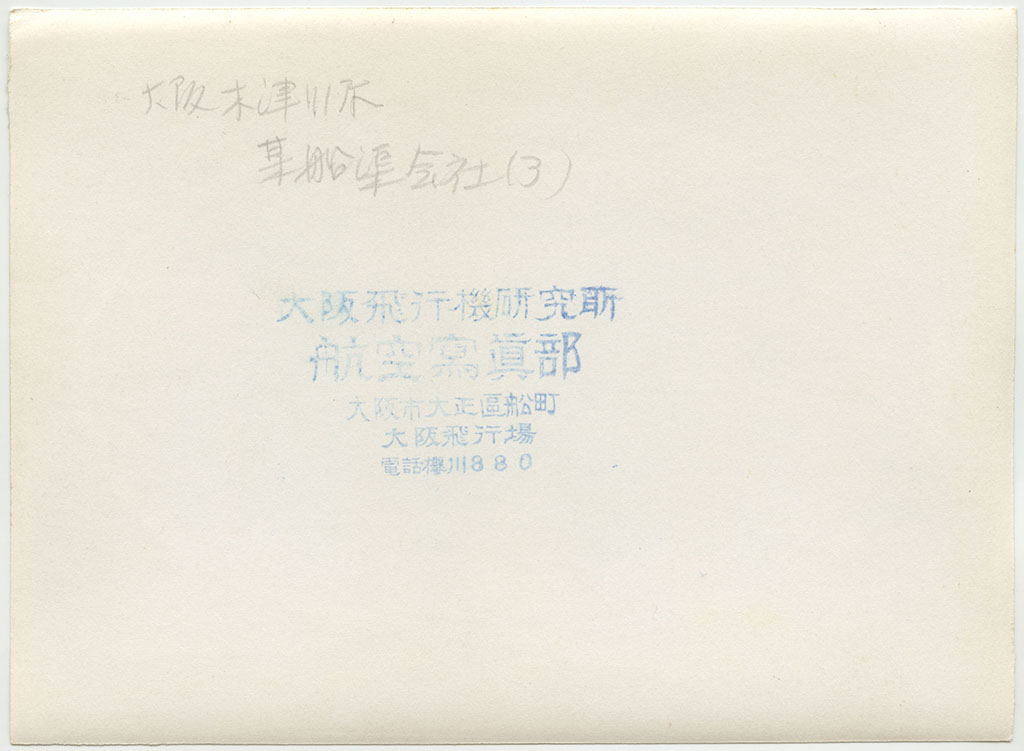 大阪木津川尻
某船渠会社(3)
大阪飛行機研究所
航空寫眞部
大阪市大正區船町
大阪飛行場
電話櫻川880